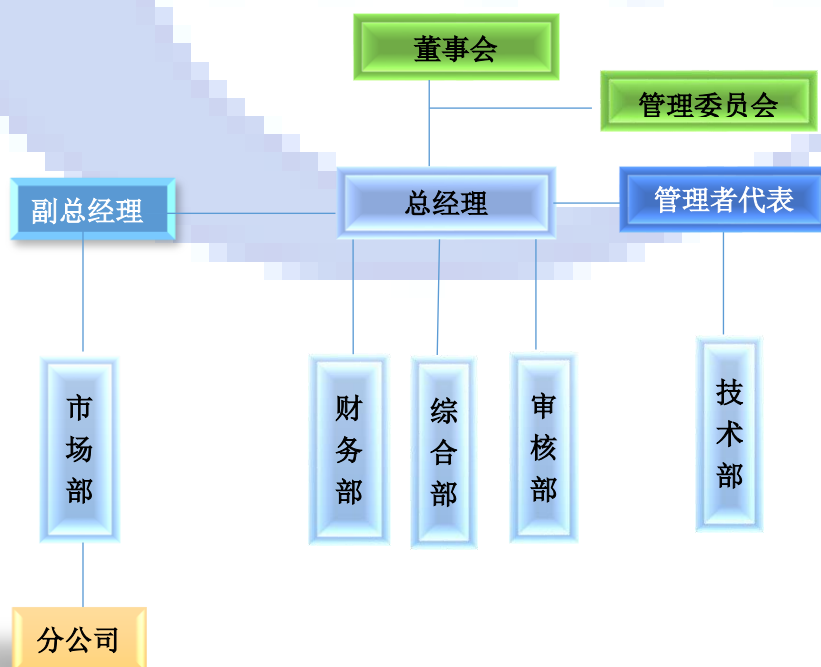 董事会
管理委员会
副总经理
总经理
管理者代表
市场部
财务部
综合部
审核部
技术部
分公司